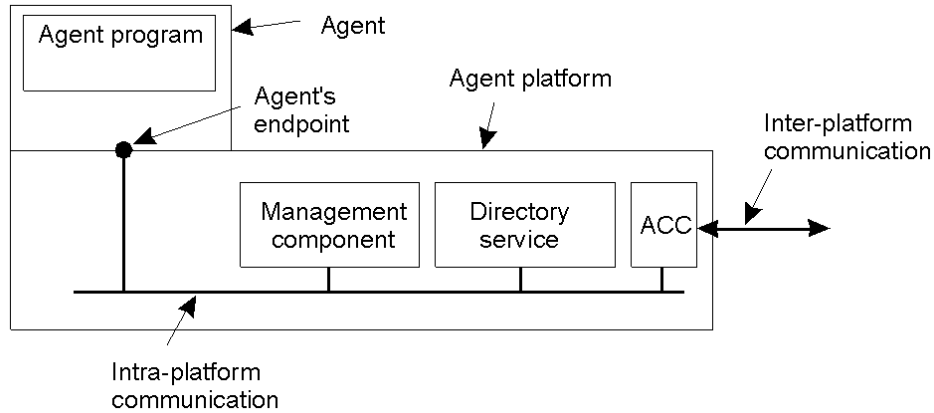 Agent program
Agent
Agent's
endpoint
Agent platform
Inter-platform
communication
Management
component
Directory
service
ACC
Intra-platform
communication